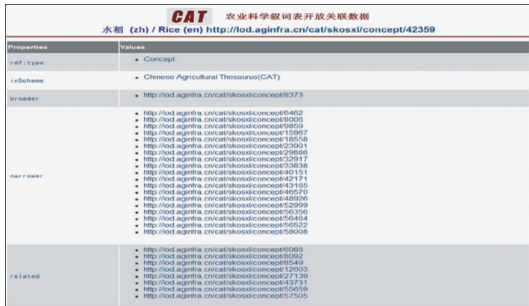 CAT 农业科学叙词表开放关联数据
水稻 (zh) / Rice (en) http://lod.aginfra.cn/cat/skosxl/concept/42359
Properties Values
rdf:type Concept
inScheme Chinese Agricultural Thesaurus(CAT)
broader http://lod.aginfra.cn/cat/skosxl/concept/8373
http://lod.aginfra.cn/cat/skosxl/concept/6462
http://lod.aginfra.cn/cat/skosxl/concept/8006
http://lod.aginfra.cn/cat/skosxl/concept/9859
http://lod.aginfra.cn/cat/skosxl/concept/15967
http://lod.aginfra.cn/cat/skosxl/concept/18558
http://lod.aginfra.cn/cat/skosxl/concept/23901
http://lod.aginfra.cn/cat/skosxl/concept/29886
http://lod.aginfra.cn/cat/skosxl/concept/32917
http://lod.aginfra.cn/cat/skosxl/concept/33838
http://lod.aginfra.cn/cat/skosxl/concept/40151
http://lod.aginfra.cn/cat/skosxl/concept/42171
http://lod.aginfra.cn/cat/skosxl/concept/43165
narrower http://lod.aginfra.cn/cat/skosxl/concept/46570
http://lod.aginfra.cn/cat/skosxl/concept/48926
http://lod.aginfra.cn/cat/skosxl/concept/52999
http://lod.aginfra.cn/cat/skosxl/concept/56356
http://lod.aginfra.cn/cat/skosxl/concept/56464
http://lod.aginfra.cn/cat/skosxl/concept/56522
http://lod.aginfra.cn/cat/skosxl/concept/58008
http://lod.aginfra.cn/cat/skosxl/concept/6080
http://lod.aginfra.cn/cat/skosxl/concept/8092
http://lod.aginfra.cn/cat/skosxl/concept/8549
related http://lod.aginfra.cn/cat/skosxl/concept/12603
http://lod.aginfra.cn/cat/skosxl/concept/27139
http://lod.aginfra.cn/cat/skosxl/concept/43731
http://lod.aginfra.cn/cat/skosxl/concept/55659
http://lod.aginfra.cn/cat/skosxl/concept/57505